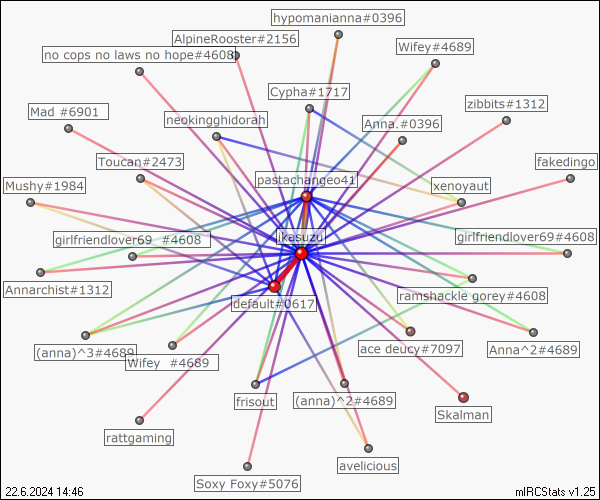 hypomanianna#0396
AlpineRooster#2156
Wifey#4689
no cops no laws no hope#4608
Cypha#1717
zibbits#1312
Mad #6901
neokingghidorah
Anna.#0396
Toucan#2473
fakedingo
pastachangeo41
Mushy#1984
xenoyaut
jkasuzu
girlfriendlover69 #4608
girlfriendlover69#4608
Annarchist#1312
ramshackle gorey#4608
default#0617
(anna)^3#4689
Wifey #4689
ace deucy#7097
Anna^2#4689
frisout
(anna)^2#4689
Skalman
rattgaming
avelicious
Soxy Foxy#5076
22.6.2024 14:46
mIRCStats v1.25